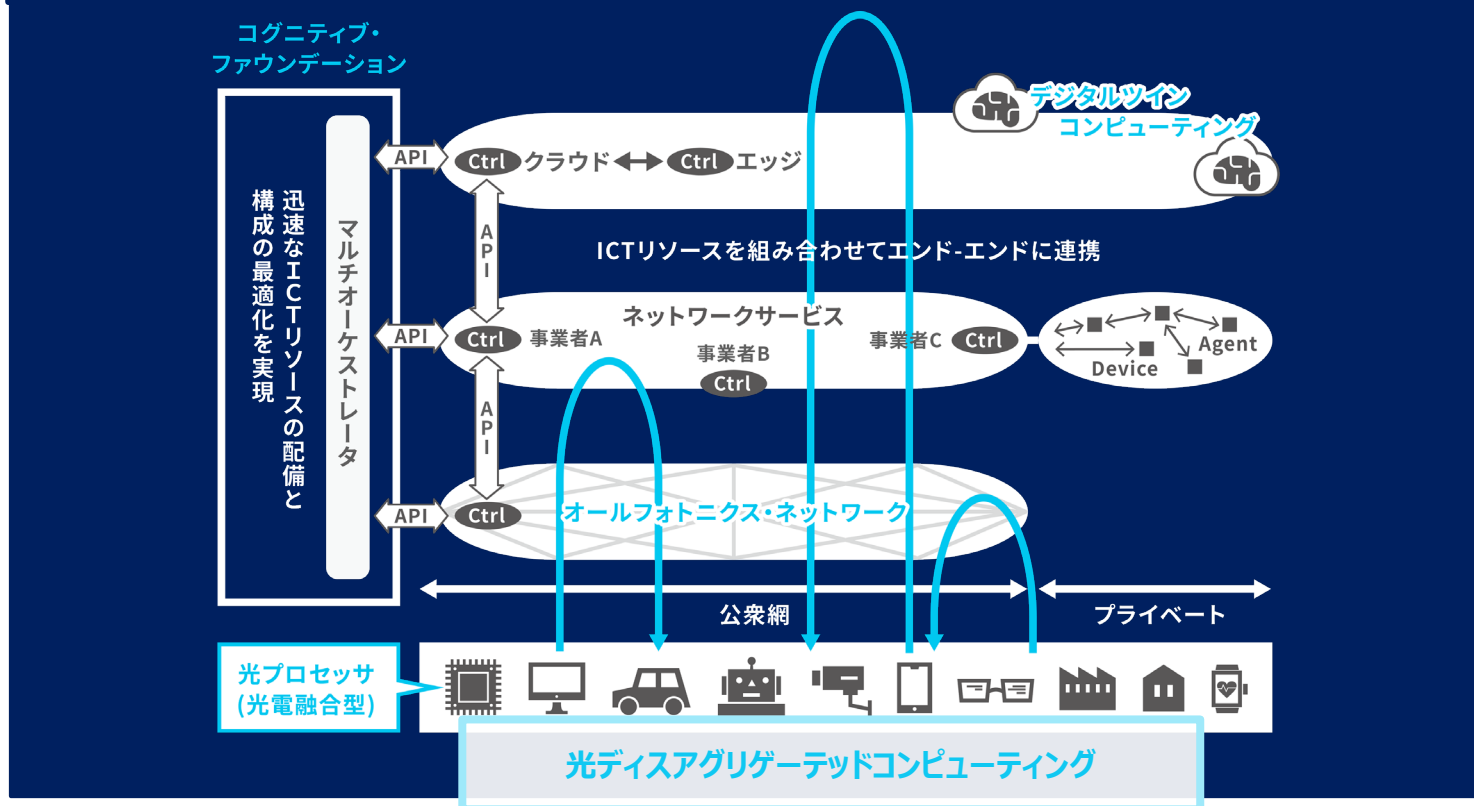 コグニティブ・
ファウンデーション
デジタルツイン
コンピューティング
API
Ctrl
クラウド
Ctrl
エッジ
迅速なICTリソースの配備と
構成の最適化を実現
マルチオーケストレータ
API
ICTリソースを組み合わせてエンド-エンドに連携
API
Ctrl
事業者A
ネットワークサービス
事業者B
Ctrl
事業者C
Ctrl
Agent
Device
API
API
Ctrl
オールフォトニクス・ネットワーク
公衆網
プライベート
光プロセッサ
(光電融合型)
光ディスアグリゲーテッドコンピューティング